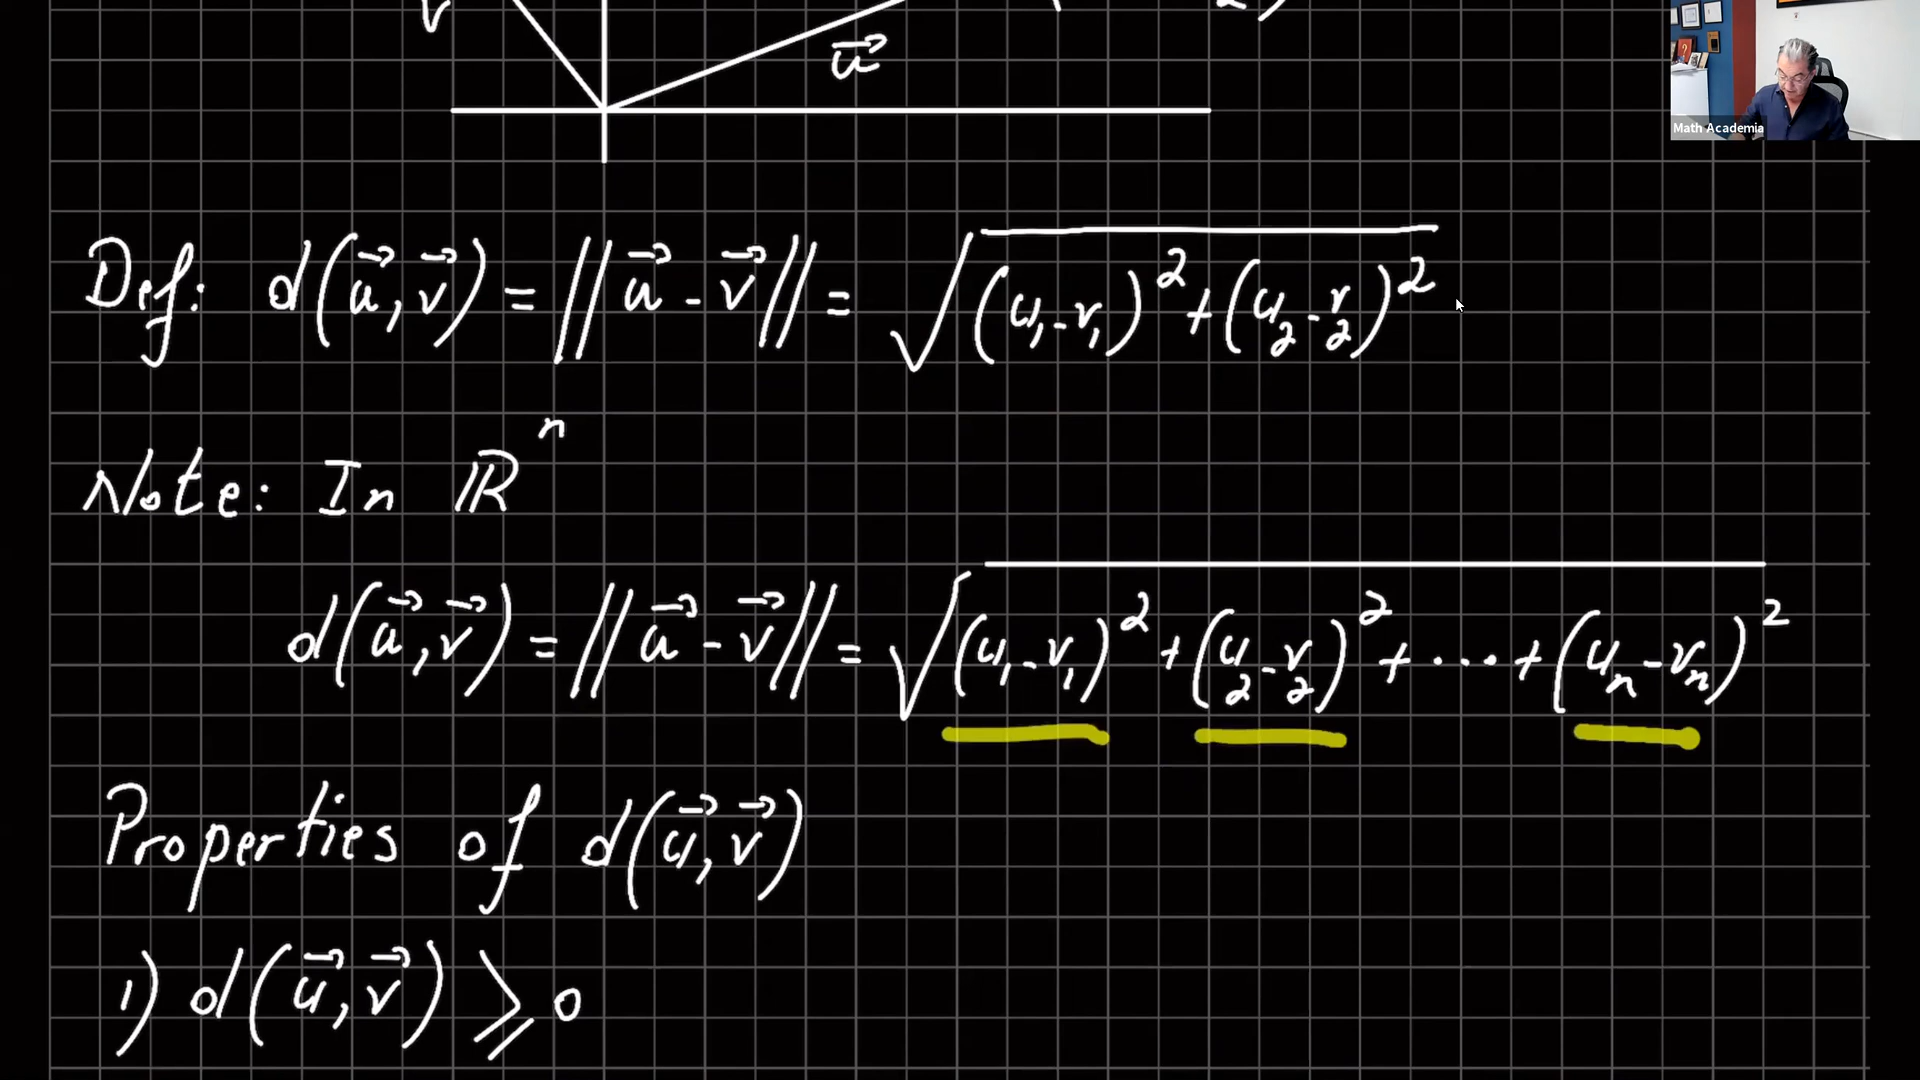 v⃗
u⃗
Math Academia
Def: d(u⃗, v⃗) = ||u⃗ - v⃗|| = √((u₁-v₁)² + (u₂-v₂)²)
Note: In ℝⁿ
d(u⃗, v⃗) = ||u⃗ - v⃗|| = √((u₁-v₁)² + (u₂-v₂)² + ··· + (uₙ-vₙ)²)
Properties of d(u⃗, v⃗)
1) d(u⃗, v⃗) ⩾ 0